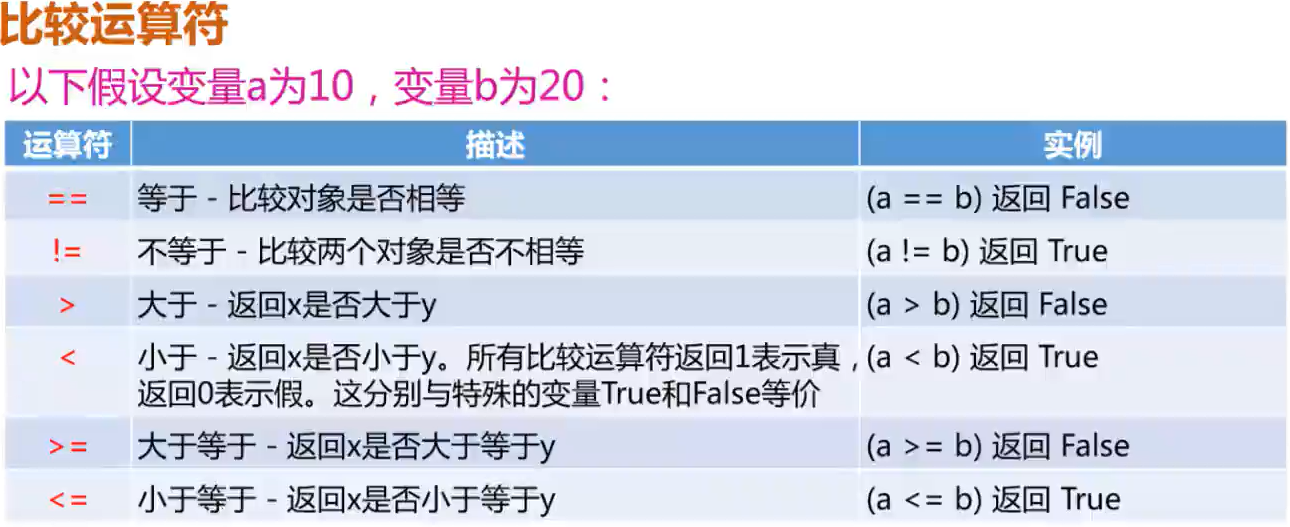 比较运算符
以下假设变量a为10，变量b为20：
运算符 描述 实例
== 等于 - 比较对象是否相等 (a == b) 返回 False
!= 不等于 - 比较两个对象是否不相等 (a != b) 返回 True
> 大于 - 返回x是否大于y (a > b) 返回 False
< 小于 - 返回x是否小于y。所有比较运算符返回1表示真， (a < b) 返回 True
返回0表示假。这分别与特殊的变量True和False等价
>= 大于等于 - 返回x是否大于等于y (a >= b) 返回 False
<= 小于等于 - 返回x是否小于等于y (a <= b) 返回 True